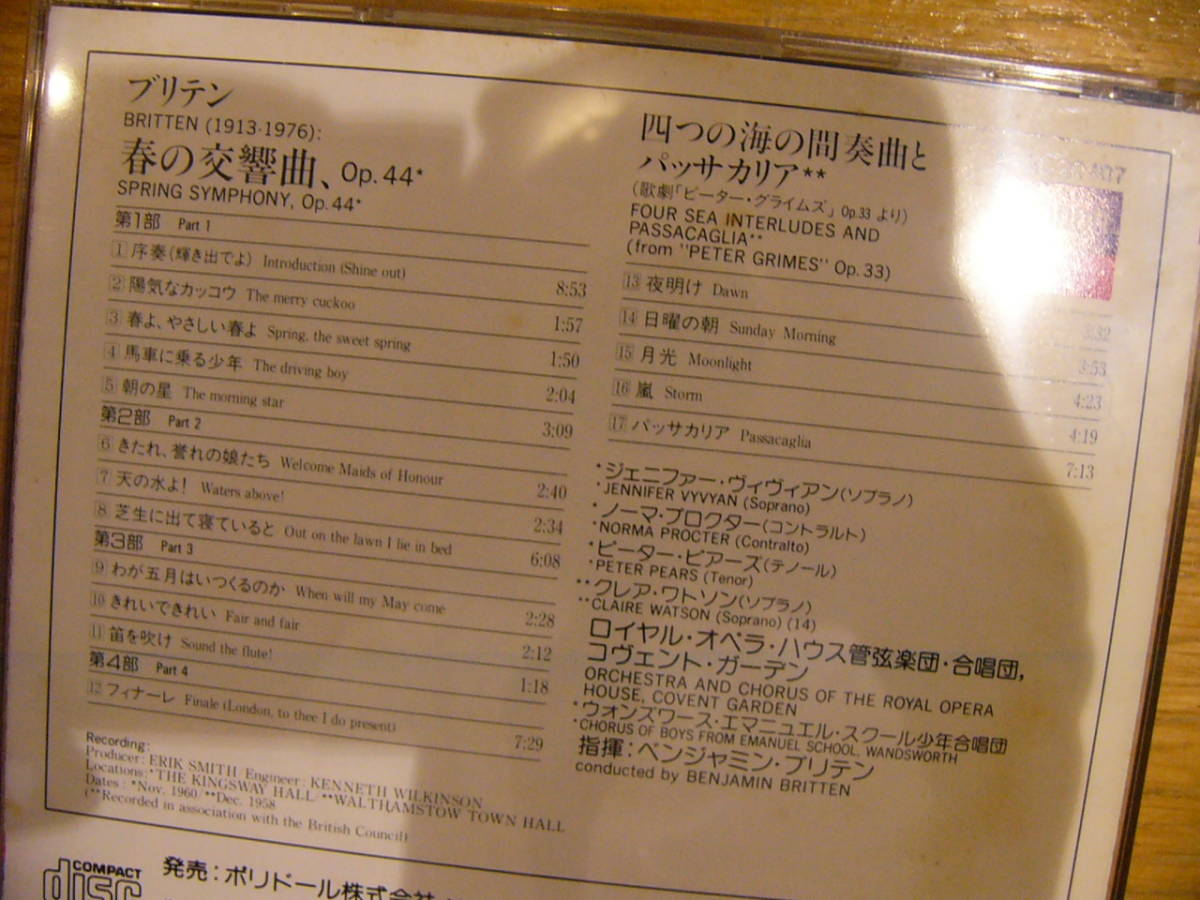 ブリテン
BRITTEN (1913-1976):
春の交響曲、Op.44*
SPRING SYMPHONY, Op.44*
第1部 Part 1
1 序奏(輝き出でよ) Introduction (Shine out) 8:53
2 陽気なカッコウ The merry cuckoo 1:57
3 春よ、やさしい春よ Spring, the sweet spring 1:50
4 馬車に乗る少年 The driving boy 2:04
5 朝の星 The morning star 3:09
第2部 Part 2
6 きたれ、誉れの娘たち Welcome Maids of Honour 2:40
7 天の水よ! Waters above! 2:34
8 芝生に出て寝ていると Out on the lawn I lie in bed 6:08
第3部 Part 3
9 わが五月はいつくるのか When will my May come 2:28
10 きれいできれい Fair and fair 2:12
11 笛を吹け Sound the flute! 1:18
第4部 Part 4
12 フィナーレ Finale (London, to thee I do present) 7:29
Recording:
Producer: ERIK SMITH Engineer: KENNETH WILKINSON
Locations: *THE KINGSWAY HALL/**WALTHAMSTOW TOWN HALL
Dates: *Nov. 1960/**Dec. 1958
(**Recorded in association with the British Council)
四つの海の間奏曲と
パッサカリア**
(歌劇「ピーター・グライムズ」Op.33 より)
FOUR SEA INTERLUDES AND
PASSACAGLIA**
(from "PETER GRIMES" Op.33)
13 夜明け Dawn 3:32
14 日曜の朝 Sunday Morning 3:53
15 月光 Moonlight 4:23
16 嵐 Storm 4:19
17 パッサカリア Passacaglia 7:13
*ジェニファー・ヴィヴィアン(ソプラノ)
*JENNIFER VYVYAN (Soprano)
*ノーマ・プロクター(コントラルト)
*NORMA PROCTER (Contralto)
*ピーター・ピアーズ(テノール)
*PETER PEARS (Tenor)
**クレア・ワトソン(ソプラノ)
**CLAIRE WATSON (Soprano) (14)
ロイヤル・オペラ・ハウス管弦楽団・合唱団,
コヴェント・ガーデン
ORCHESTRA AND CHORUS OF THE ROYAL OPERA
HOUSE, COVENT GARDEN
*ウオンズワース・エマニュエル・スクール少年合唱団
*CHORUS OF BOYS FROM EMANUEL SCHOOL, WANDSWORTH
指揮:ベンジャミン・ブリテン
conducted by BENJAMIN BRITTEN
COMPACT
disc
発売:ポリドール株式会社